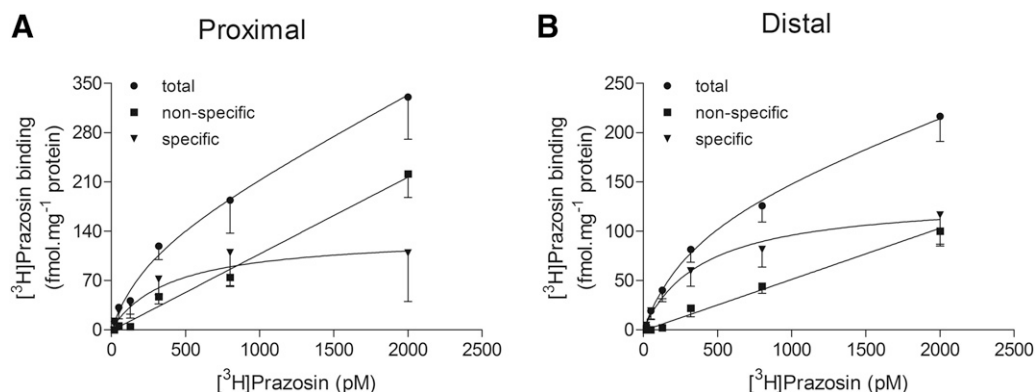 A
Proximal
350
280
210
140
70
0
total
non-specific
specific
[³H]Prazosin binding
(fmol.mg⁻¹ protein)
0 500 1000 1500 2000 2500
[³H]Prazosin (pM)
B
Distal
250
200
150
100
50
0
total
non-specific
specific
[³H]Prazosin binding
(fmol.mg⁻¹ protein)
0 500 1000 1500 2000 2500
[³H]Prazosin (pM)